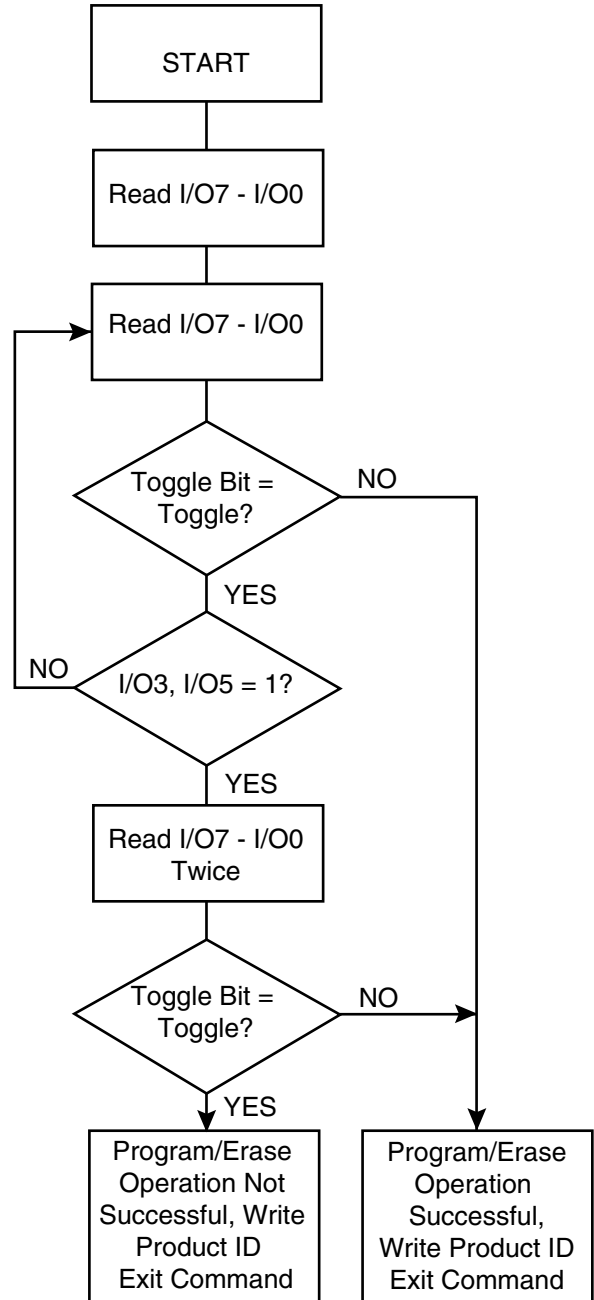 START
Read I/O7 - I/O0
Read I/O7 - I/O0
Toggle Bit =
Toggle?
NO
YES
NO
I/O3, I/O5 = 1?
YES
Read I/O7 - I/O0
Twice
Toggle Bit =
Toggle?
NO
YES
Program/Erase
Operation Not
Successful, Write
Product ID
Exit Command
Program/Erase
Operation
Successful,
Write Product ID
Exit Command